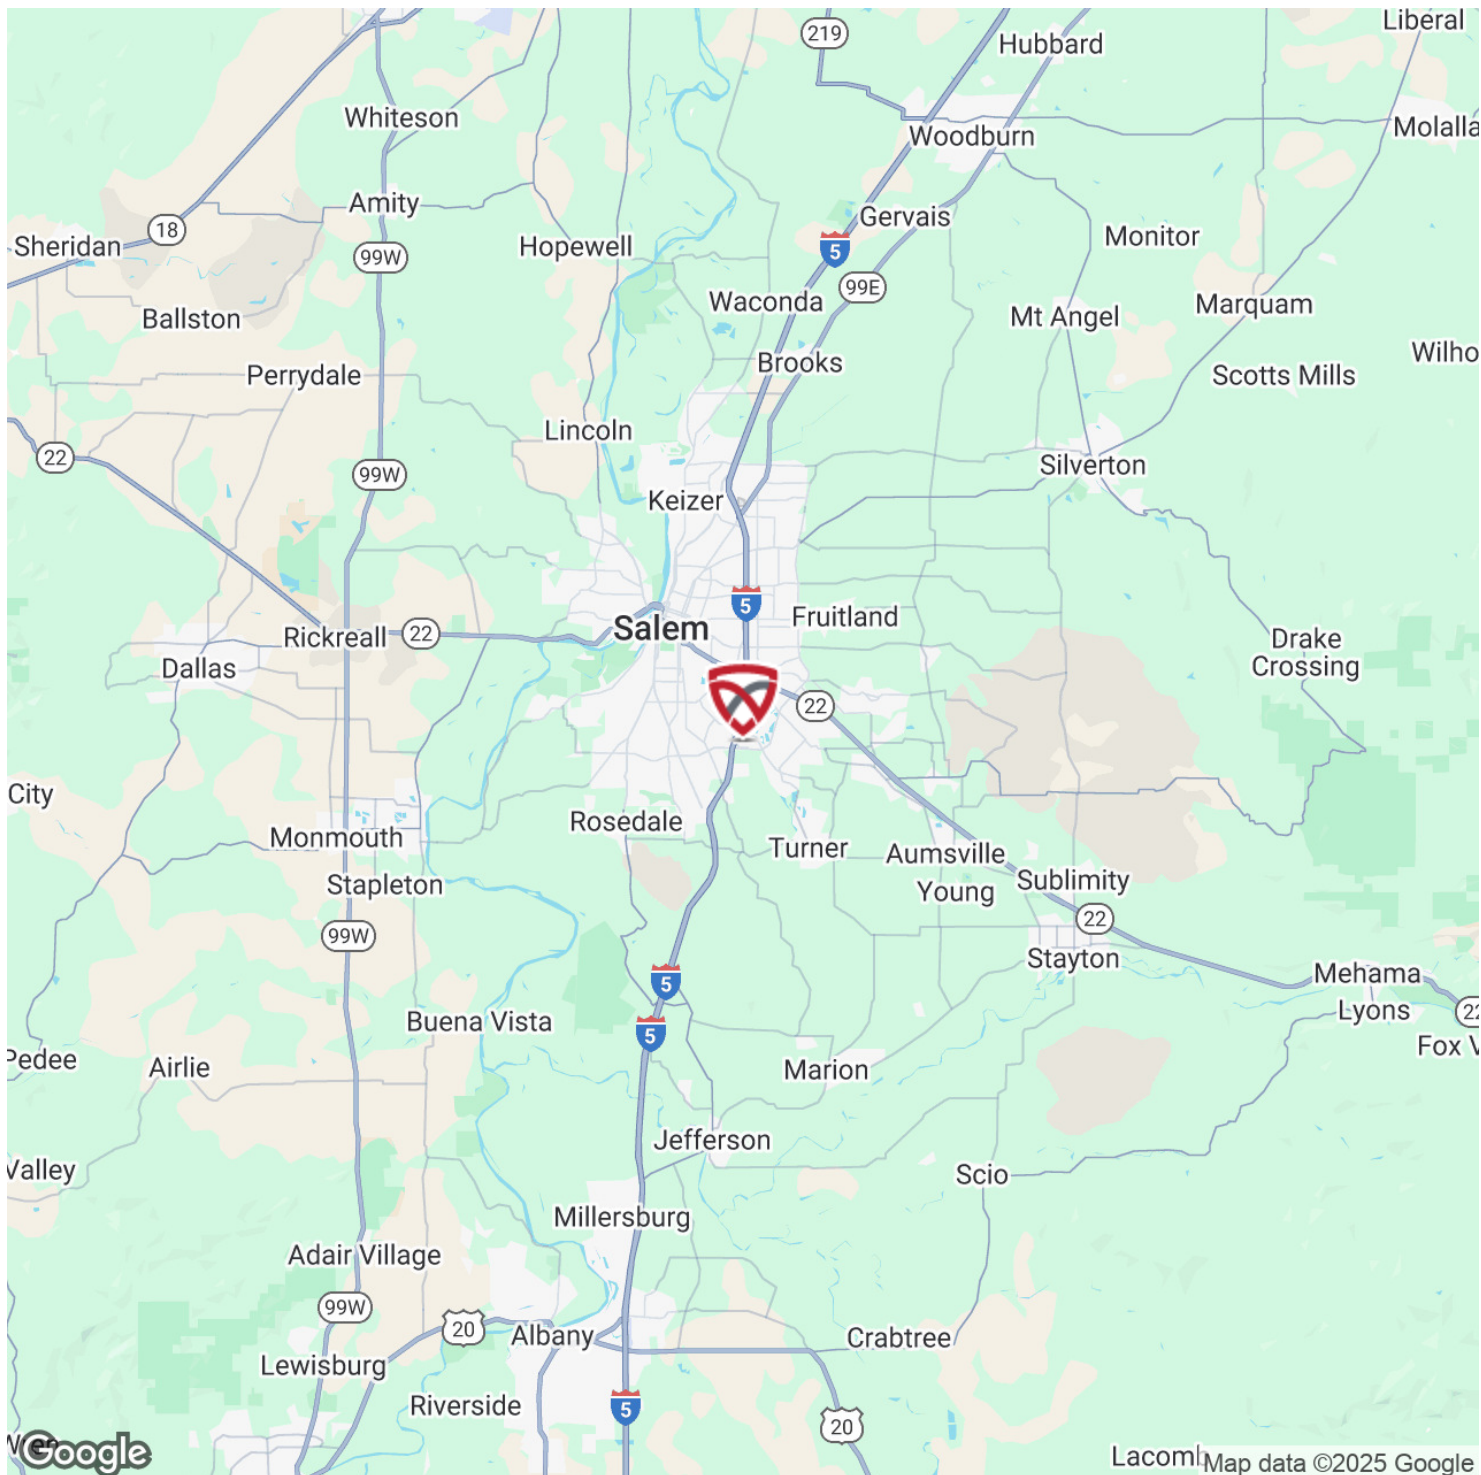 Liberal
219
Hubbard
Whiteson
Molalla
Woodburn
Amity
Gervais
18
Sheridan
Hopewell
Monitor
99W
5
99E
Waconda
Marquam
Ballston
Mt Angel
Wilho
Brooks
Perrydale
Scotts Mills
Lincoln
22
Silverton
99W
Keizer
5
Fruitland
Salem
Rickreall
22
Drake
Crossing
Dallas
22
City
Rosedale
Monmouth
Turner
Aumsville
Sublimity
Stapleton
Young
22
99W
Stayton
Mehama
5
Lyons
22
Buena Vista
5
Fox V
Pedee
Airlie
Marion
Jefferson
Valley
Scio
Millersburg
Adair Village
99W
20
Albany
Crabtree
Lewisburg
Riverside
5
20
Google
Lacomb
Map data ©2025 Google